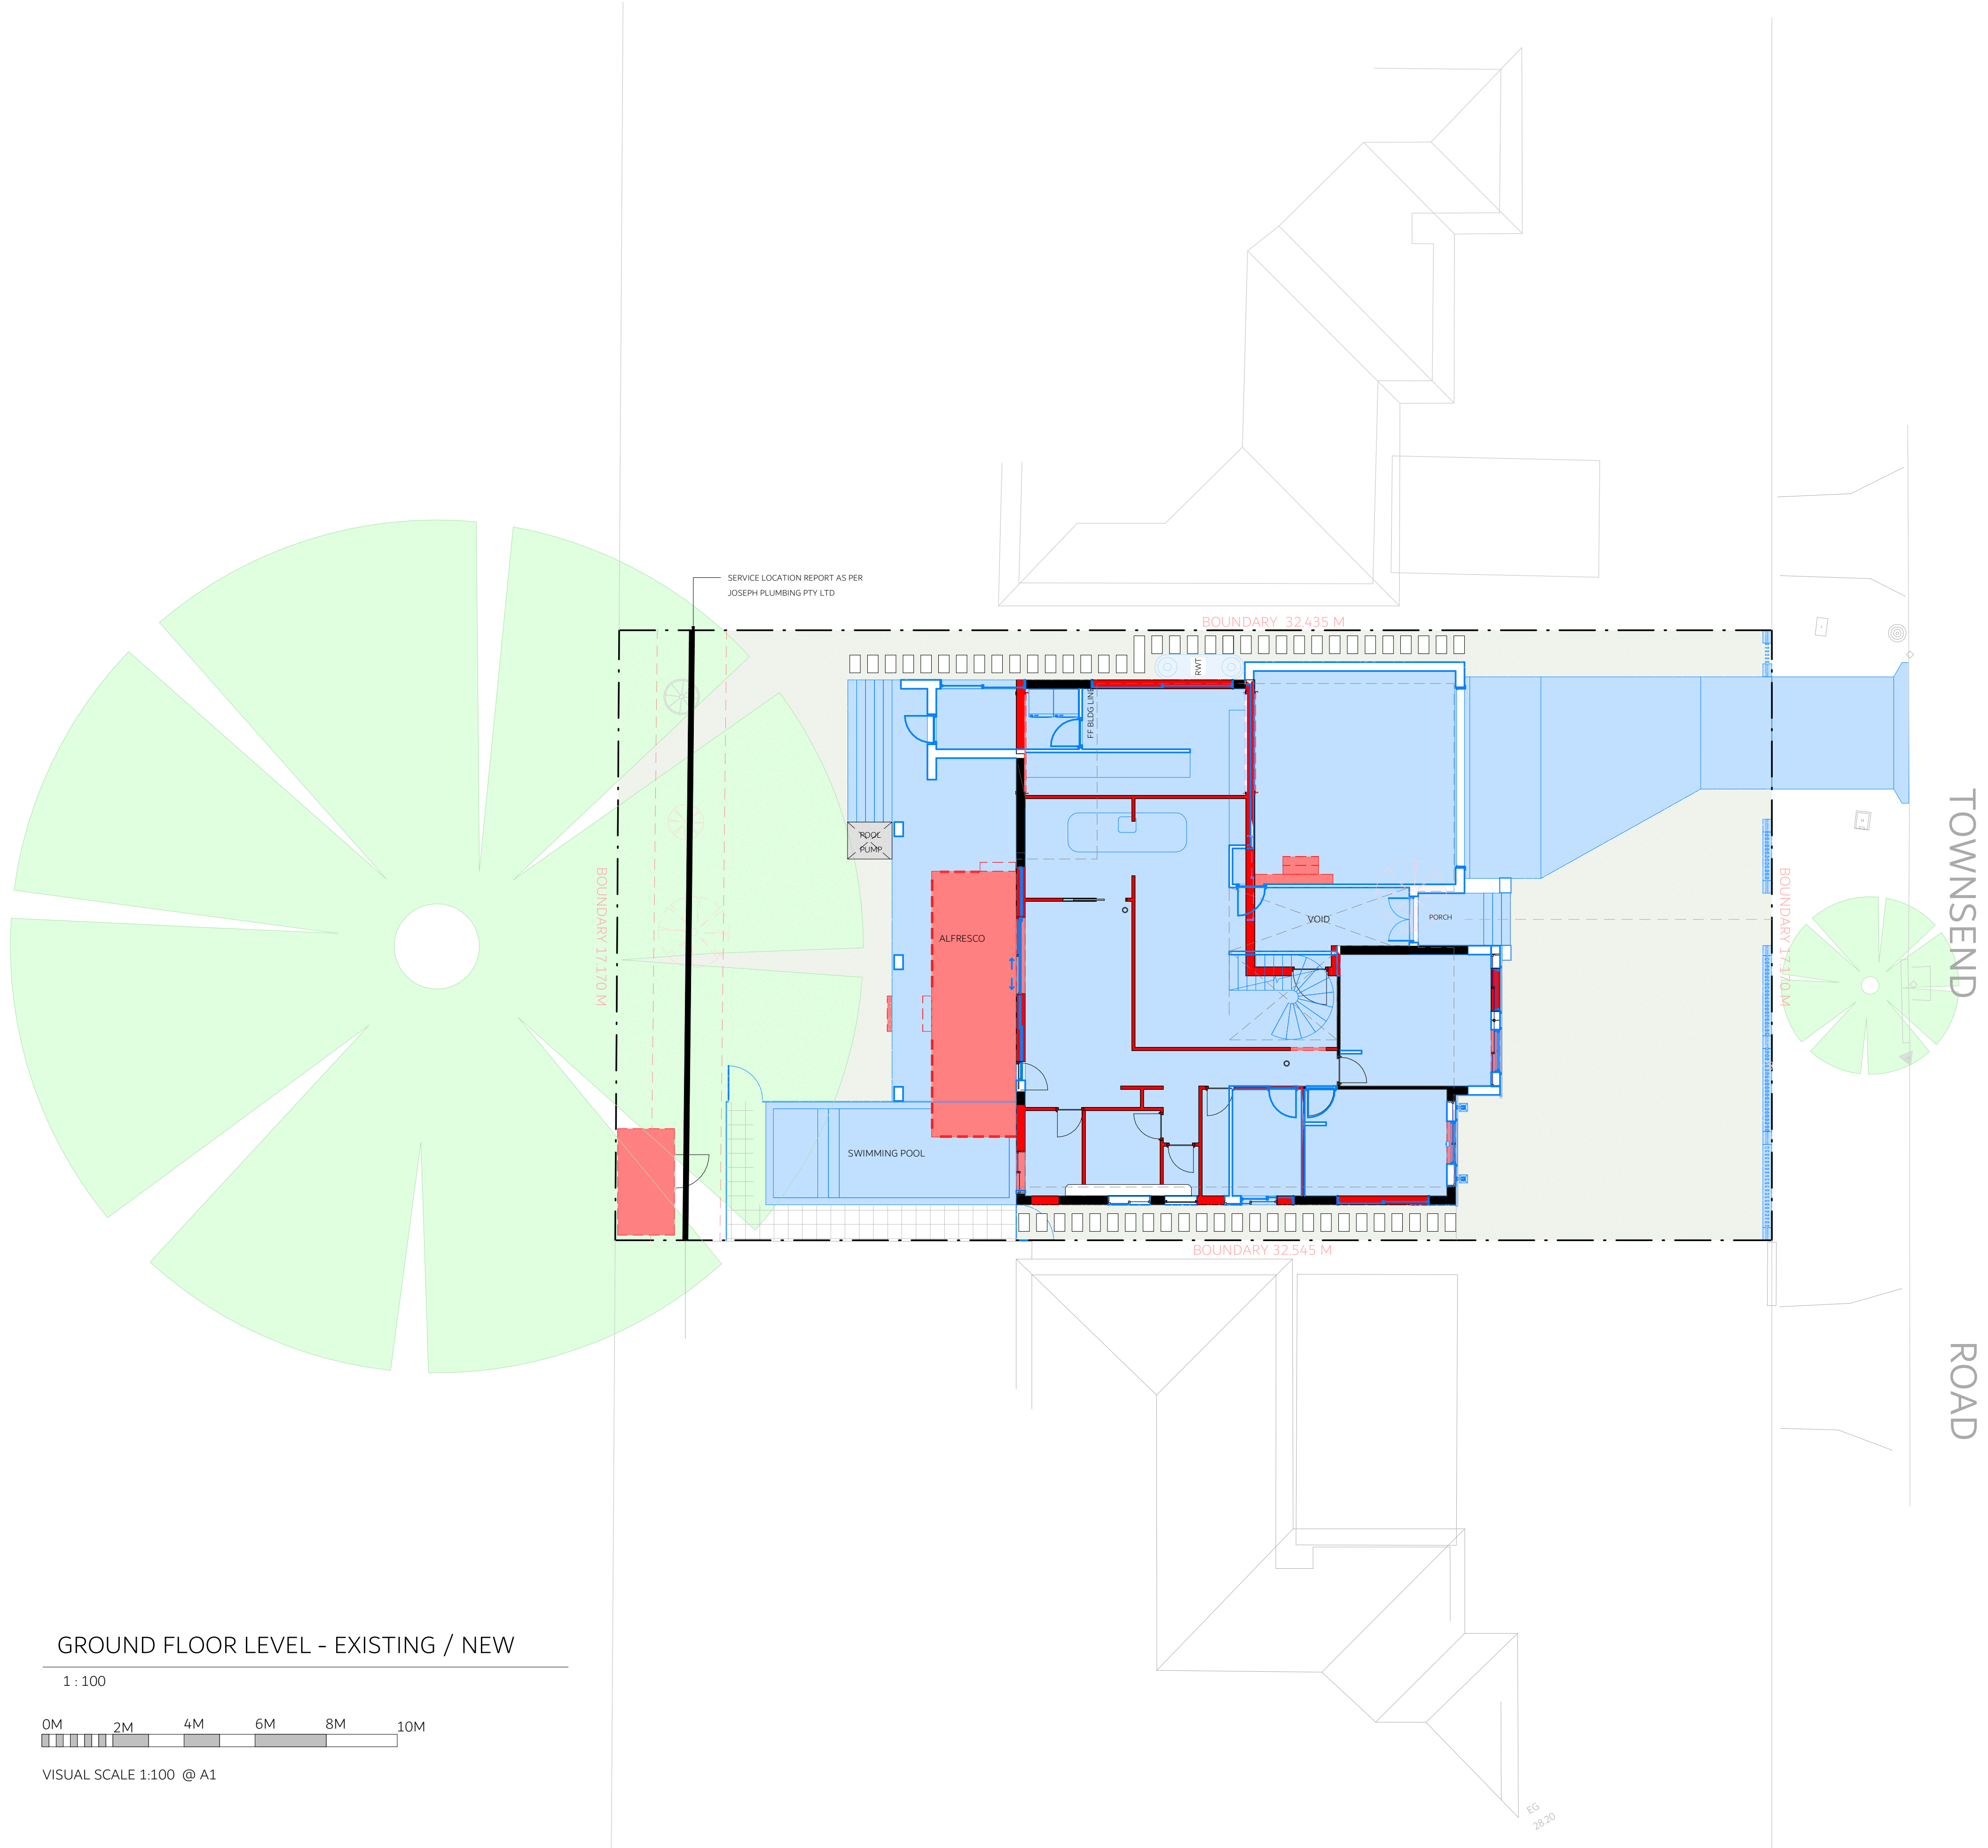 SERVICE LOCATION REPORT AS PER
JOSEPH PLUMBING PTY LTD
BOUNDARY  32.435 M
RWT
FF BLDG LINE
POOL
PUMP
BOUNDARY 17.170 M
ALFRESCO
VOID
PORCH
BOUNDARY 17.170 M
TOWNSEND
ROAD
SWIMMING POOL
BOUNDARY 32.545 M
GROUND FLOOR LEVEL - EXISTING / NEW
1 : 100
0M 2M 4M 6M 8M 10M
VISUAL SCALE 1:100  @ A1
EG
28.20